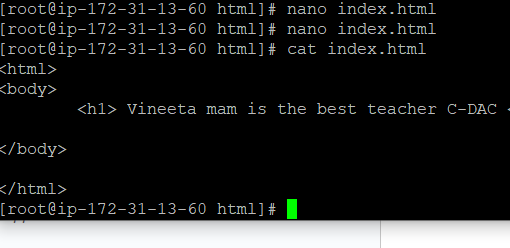 [root@ip-172-31-13-60 html]# nano index.html
[root@ip-172-31-13-60 html]# nano index.html
[root@ip-172-31-13-60 html]# cat index.html
<html>
<body>
        <h1> Vineeta mam is the best teacher C-DAC <
</body>
</html>
[root@ip-172-31-13-60 html]#